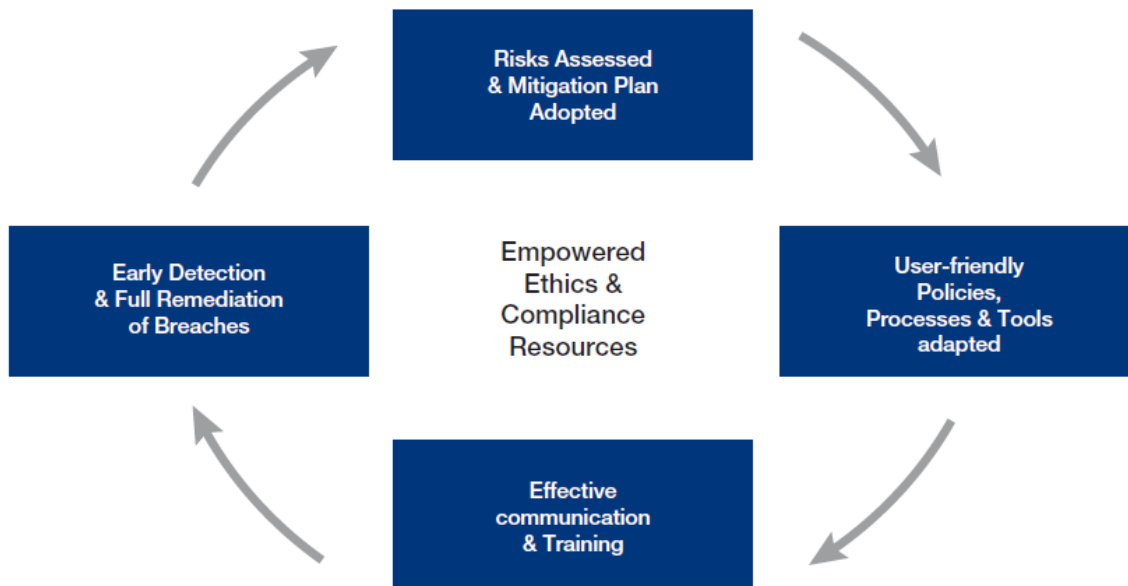 Risks Assessed
& Mitigation Plan
Adopted
Early Detection
& Full Remediation
of Breaches
Empowered
Ethics &
Compliance
Resources
User-friendly
Policies,
Processes & Tools
adapted
Effective
communication
& Training